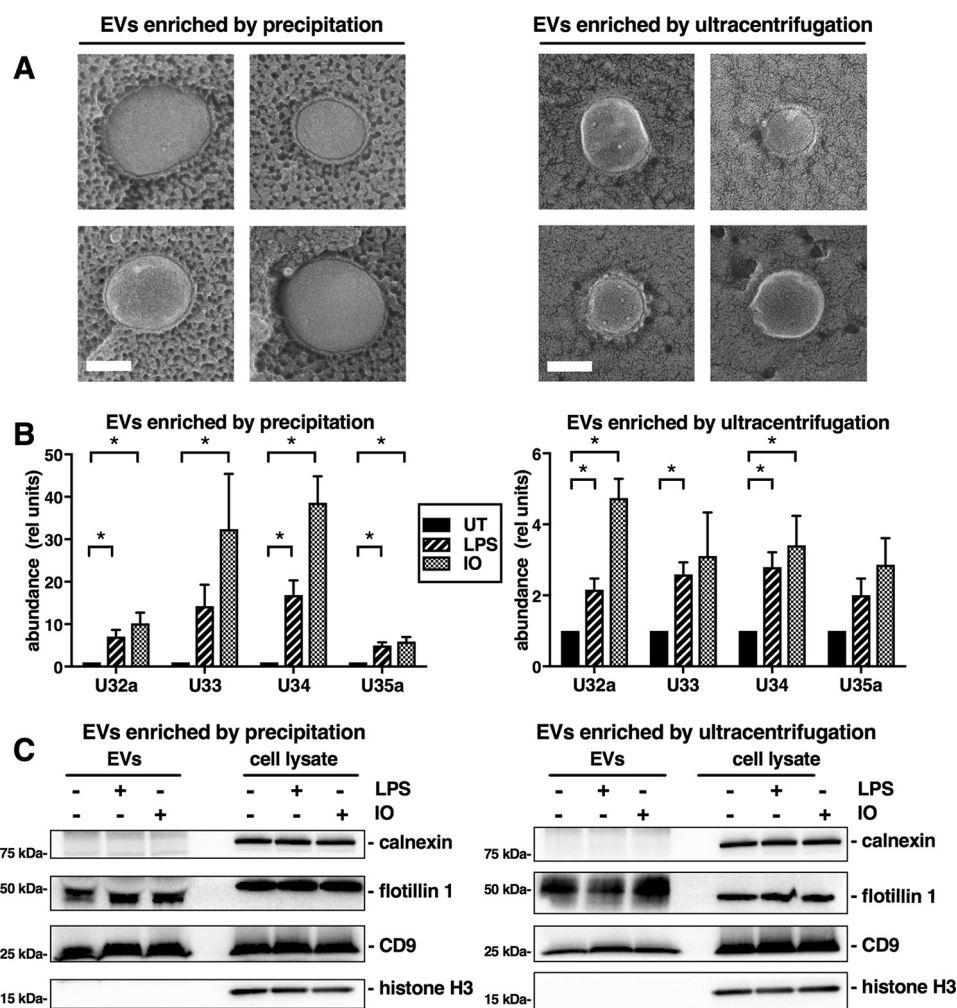 EVs enriched by precipitation
EVs enriched by ultracentrifugation
A
B
EVs enriched by precipitation
abundance (rel units)
50
40
30
20
10
0
* * * *
* * *
U32a U33 U34 U35a
UT
LPS
IO
EVs enriched by ultracentrifugation
abundance (rel units)
6
4
2
0
* *
* * *
U32a U33 U34 U35a
C
EVs enriched by precipitation
EVs cell lysate
- + - - + - LPS
- - + - - + IO
75 kDa- - calnexin
50 kDa- - flotillin 1
25 kDa- - CD9
15 kDa- - histone H3
EVs enriched by ultracentrifugation
EVs cell lysate
- + - - + - LPS
- - + - - + IO
75 kDa- - calnexin
50 kDa- - flotillin 1
25 kDa- - CD9
15 kDa- - histone H3